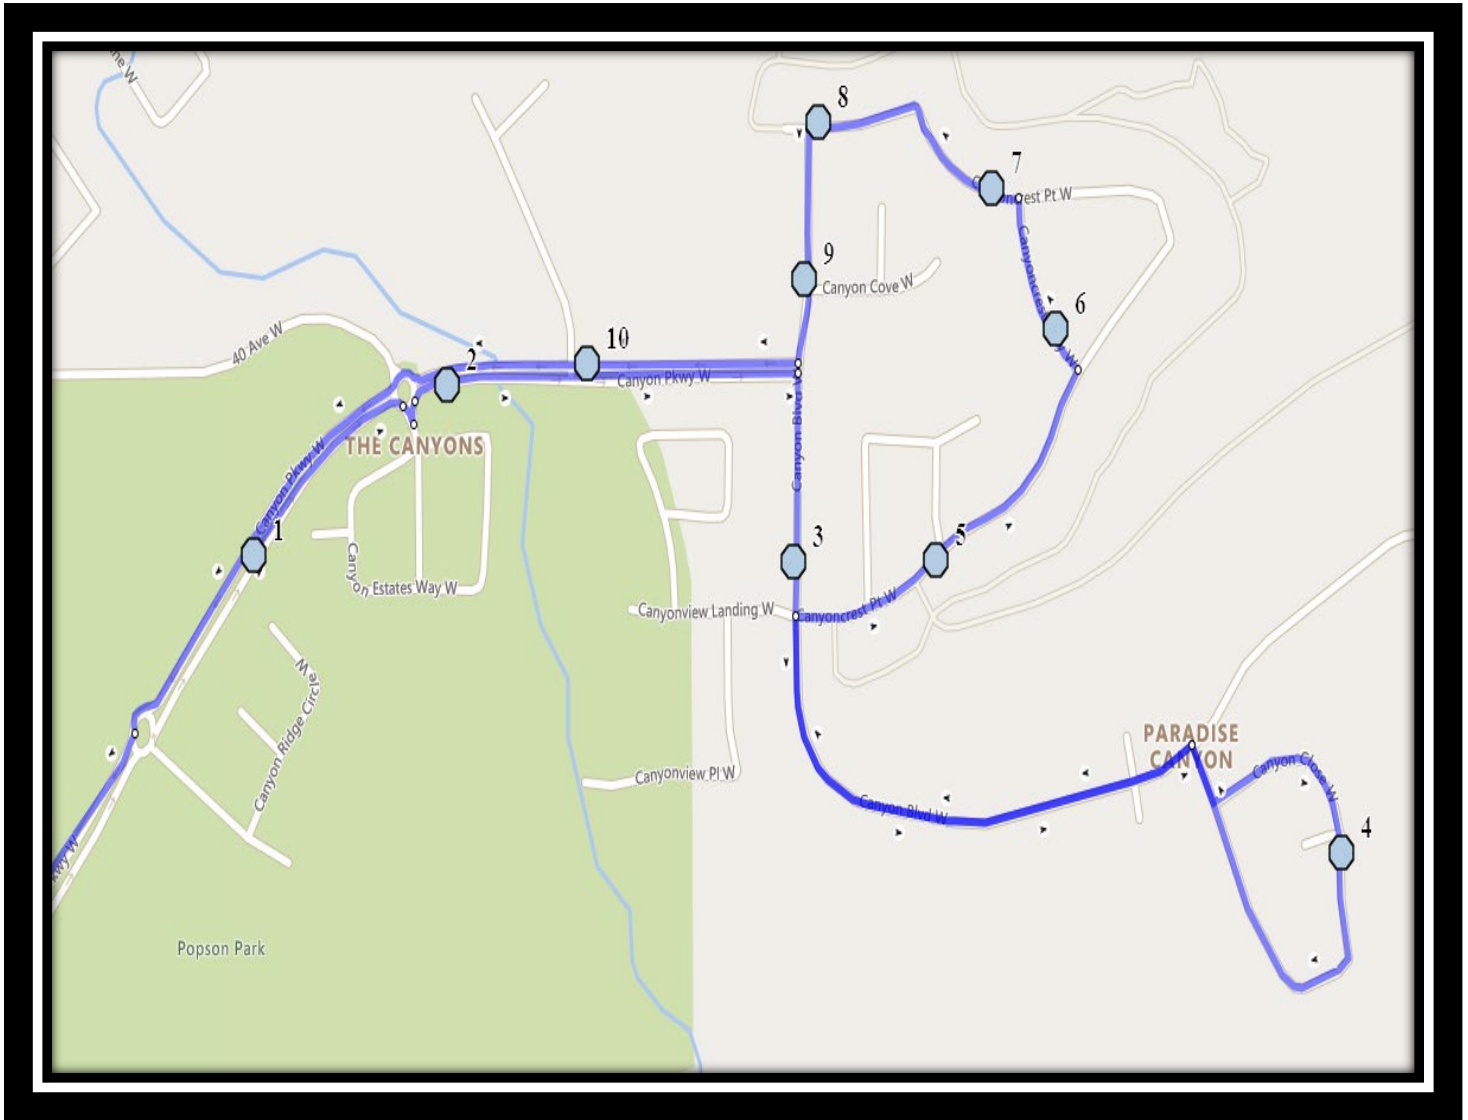 ne W
8
7
Canyoncrest Pt W
9
Canyon Cove W
Canyoncrest
y W
6
40 Ave W
10
2
Canyon Pkwy W
THE CANYONS
Canyon Pkwy W
Canyon Blvd W
1
3
5
Canyon Estates Way W
Canyonview Landing W
Canyoncrest Pt W
Canyon Ridge Circle W
Canyonview Pl W
PARADISE
CANYON
Canyon Close W
Canyon Blvd W
4
kwy W
Popson Park